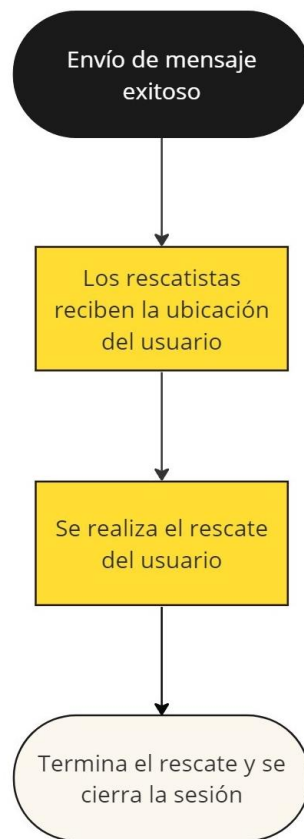 Envío de mensaje
exitoso
Los rescatistas
reciben la ubicación
del usuario
Se realiza el rescate
del usuario
Termina el rescate y se
cierra la sesión